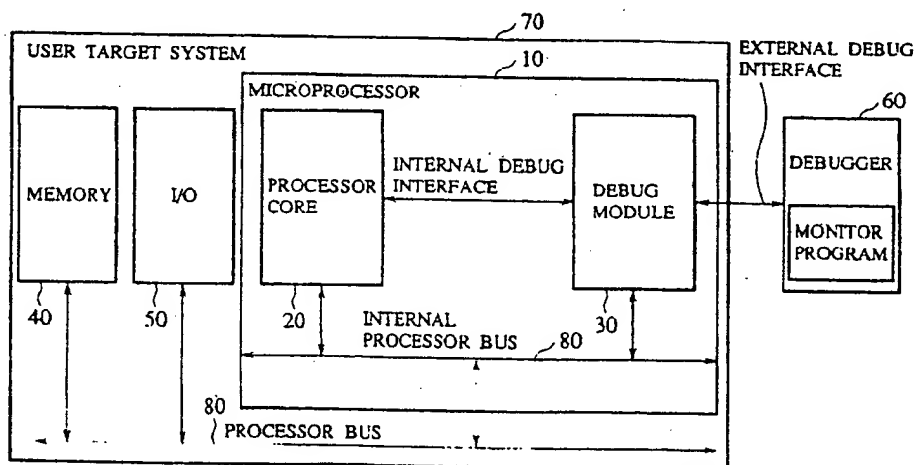 70
USER TARGET SYSTEM
10
EXTERNAL DEBUG
INTERFACE
MICROPROCESSOR
60
MEMORY
I/O
PROCESSOR
CORE
INTERNAL DEBUG
INTERFACE
DEBUG
MODULE
DEBUGGER
MONITOR
PROGRAM
40
50
20
30
INTERNAL
PROCESSOR BUS
80
80
PROCESSOR BUS